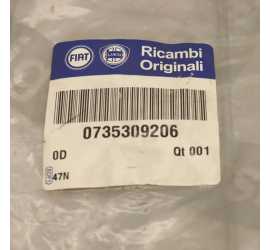 FIAT
LANCIA
Ricambi
Originali
0735309206
0D
Qt 001
47N